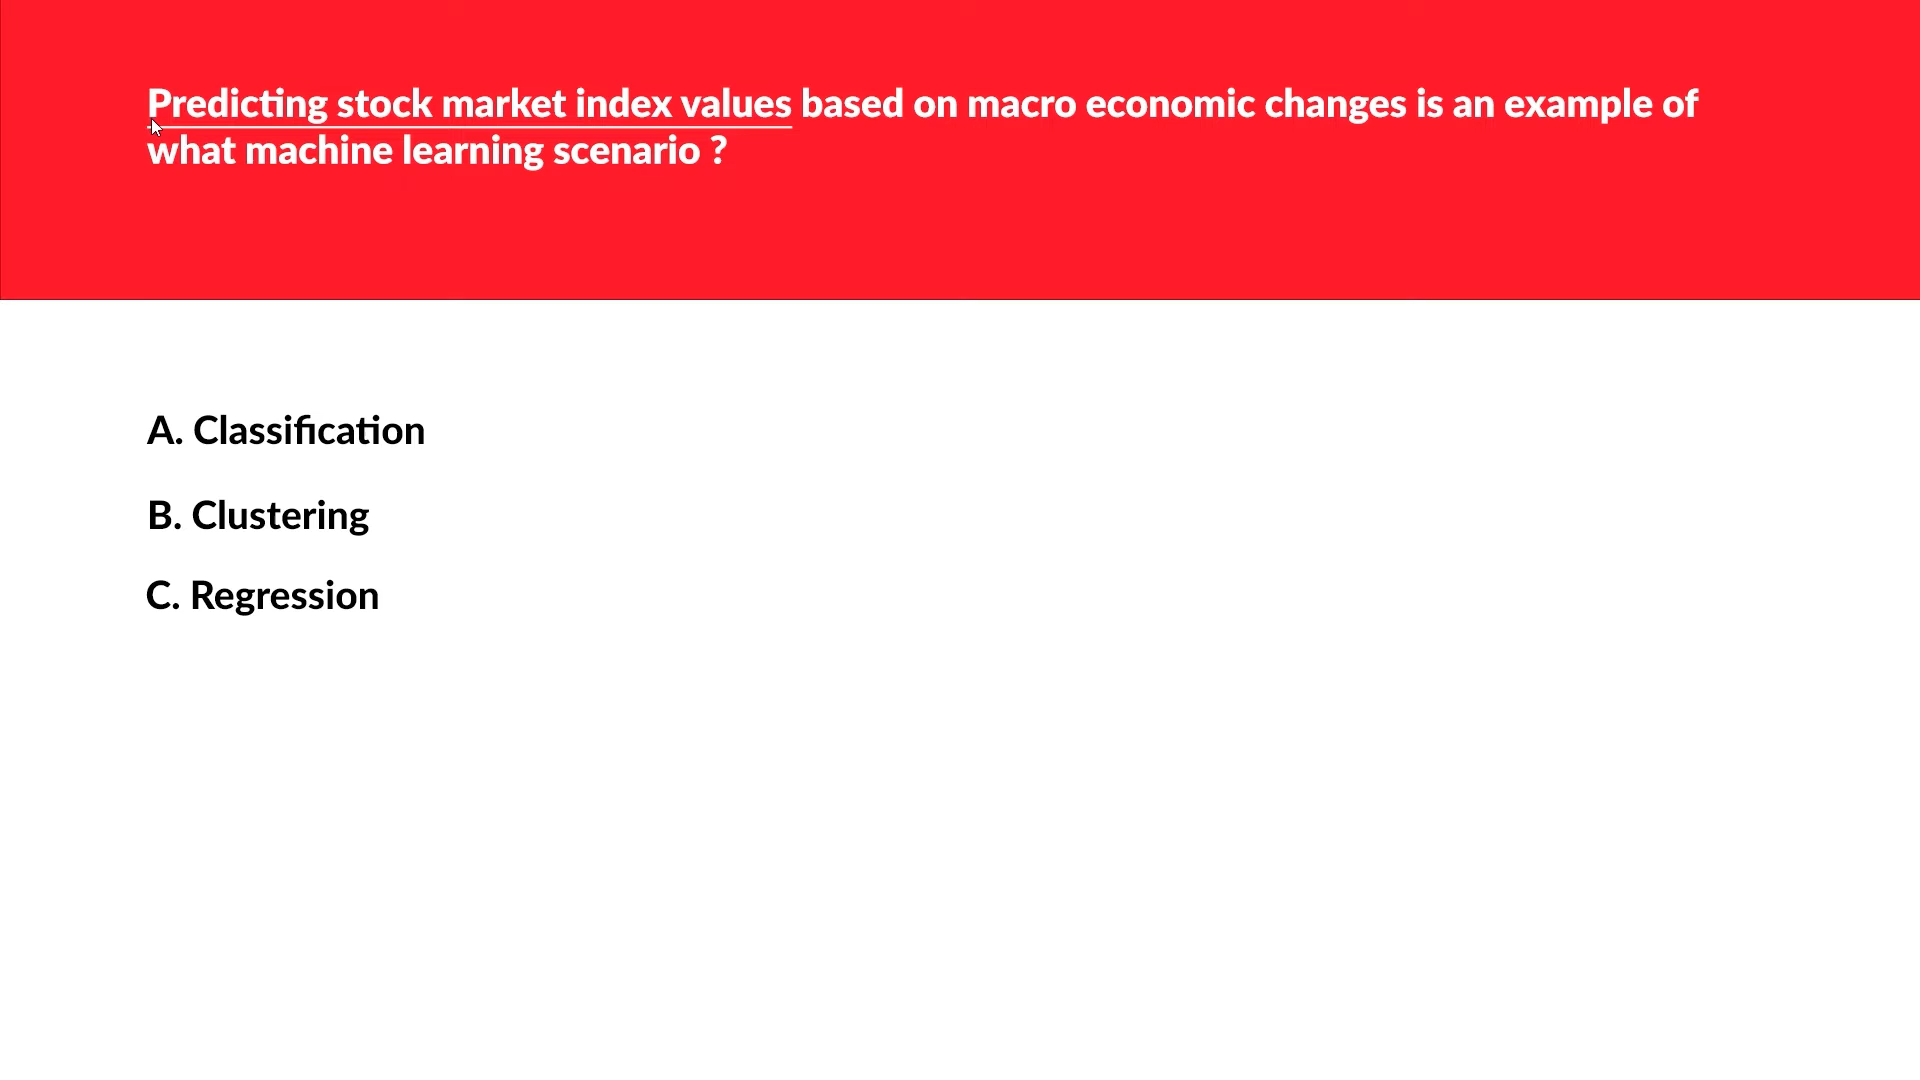 Predicting stock market index values based on macro economic changes is an example of
what machine learning scenario ?
A. Classification
B. Clustering
C. Regression